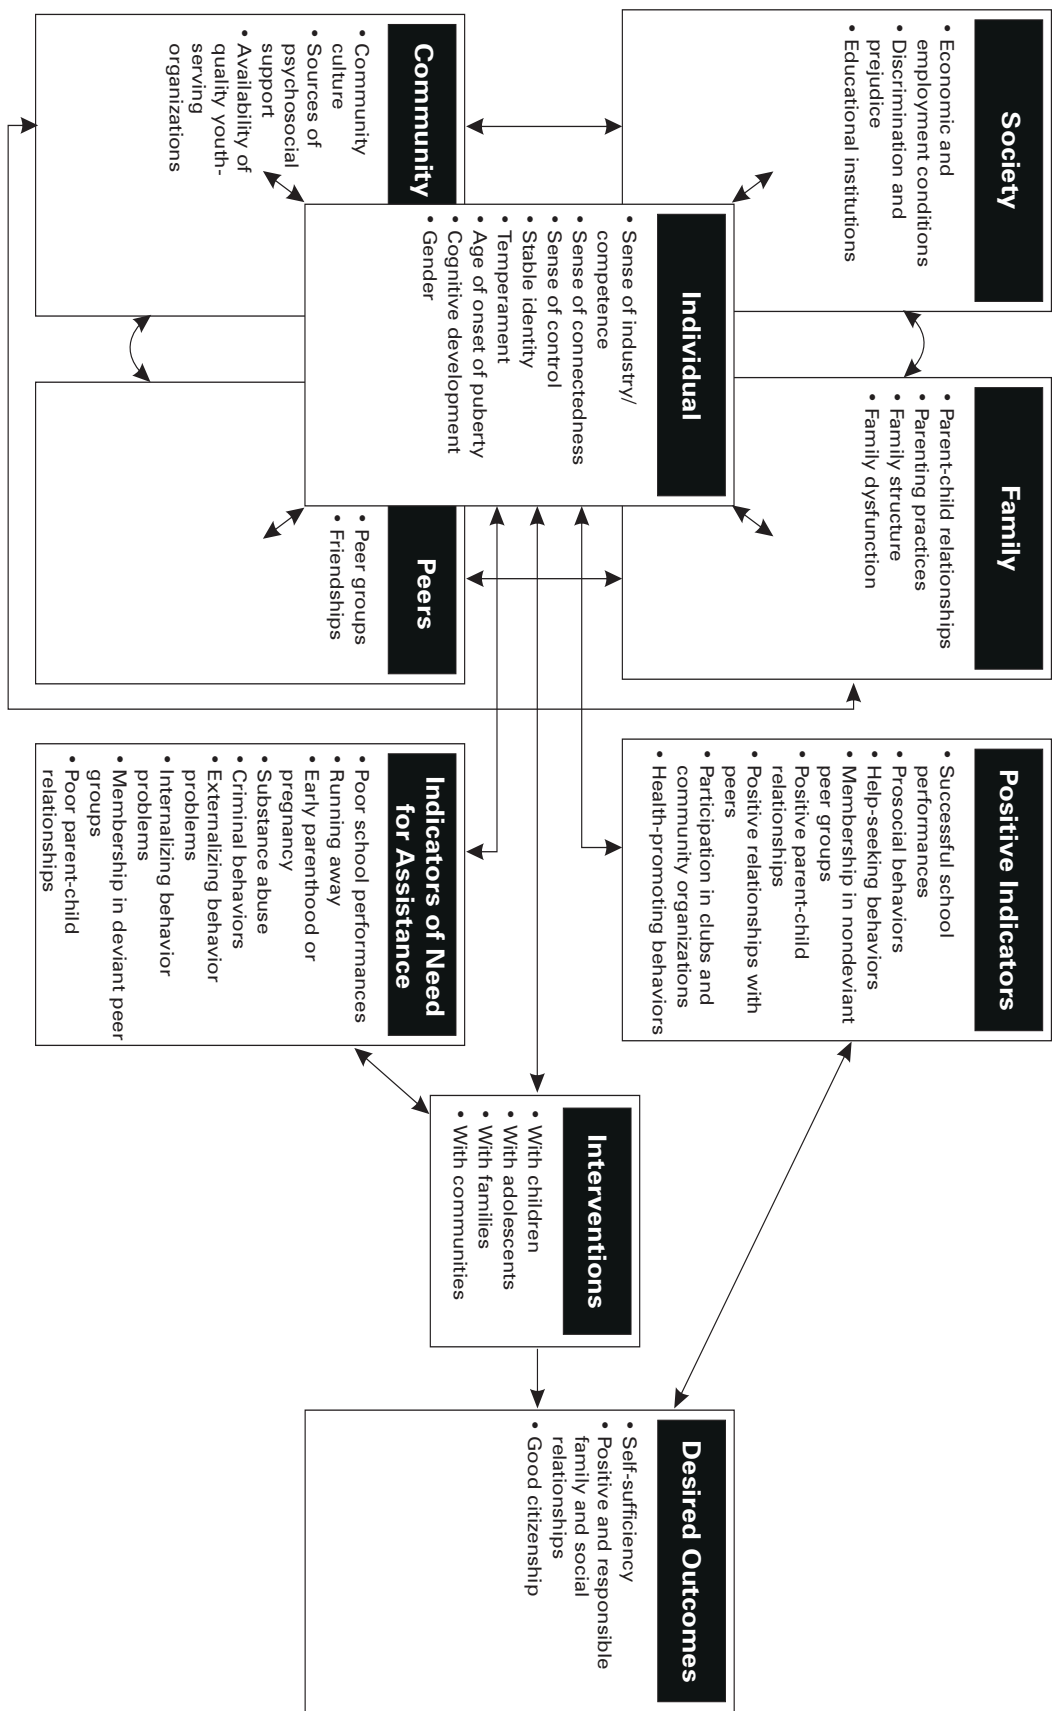 Society
• Economic and
employment conditions
• Discrimination and
prejudice
• Educational institutions
Family
• Parent-child relationships
• Parenting practices
• Family structure
• Family dysfunction
Individual
• Sense of industry/
competence
• Sense of connectedness
• Sense of control
• Stable identity
• Temperament
• Age of onset of puberty
• Cognitive development
• Gender
Community
• Community
culture
• Sources of
psychosocial
support
• Availability of
quality youth-
serving
organizations
Peers
• Peer groups
• Friendships
Positive Indicators
• Successful school
performances
• Prosocial behaviors
• Help-seeking behaviors
• Membership in nondeviant
peer groups
• Positive parent-child
relationships
• Positive relationships with
peers
• Participation in clubs and
community organizations
• Health-promoting behaviors
Indicators of Need
for Assistance
• Poor school performances
• Running away
• Early parenthood or
pregnancy
• Substance abuse
• Criminal behaviors
• Externalizing behavior
problems
• Internalizing behavior
problems
• Membership in deviant peer
groups
• Poor parent-child
relationships
Interventions
• With children
• With adolescents
• With families
• With communities
Desired Outcomes
• Self-sufficiency
• Positive and responsible
family and social
relationships
• Good citizenship